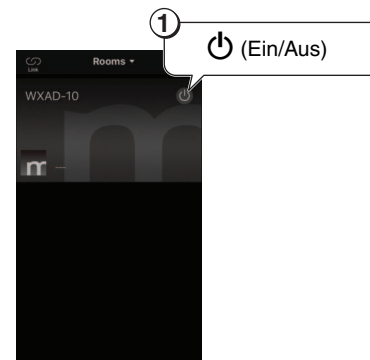 1
(Ein/Aus)
Link
Rooms
WXAD-10
m